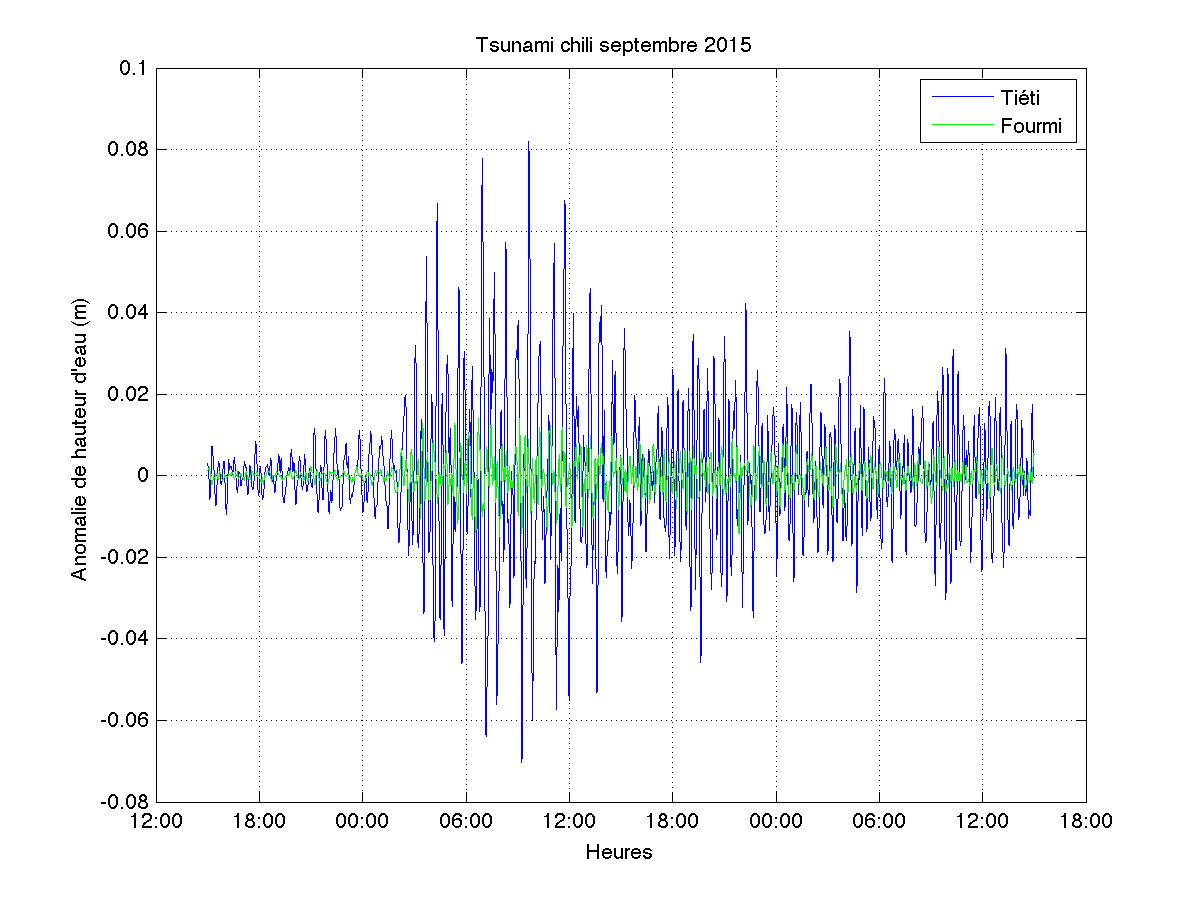 Tsunami chili septembre 2015
Tiéti
Fourmi
Anomalie de hauteur d'eau (m)
0.1
0.08
0.06
0.04
0.02
0
-0.02
-0.04
-0.06
-0.08
12:00 18:00 00:00 06:00 12:00 18:00 00:00 06:00 12:00 18:00
Heures